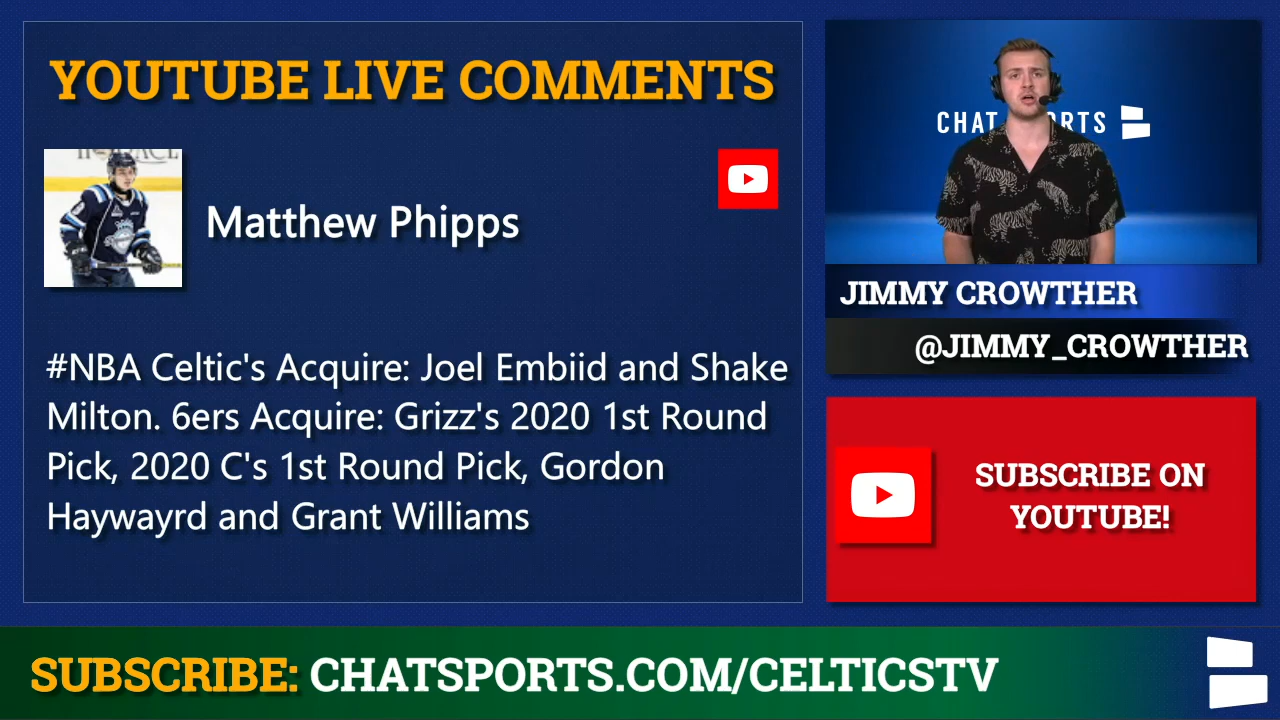 YOUTUBE LIVE COMMENTS
Matthew Phipps
#NBA Celtic's Acquire: Joel Embiid and Shake
Milton. 6ers Acquire: Grizz's 2020 1st Round
Pick, 2020 C's 1st Round Pick, Gordon
Haywayrd and Grant Williams
JIMMY CROWTHER
@JIMMY_CROWTHER
SUBSCRIBE ON
YOUTUBE!
SUBSCRIBE: CHATSPORTS.COM/CELTICSTV